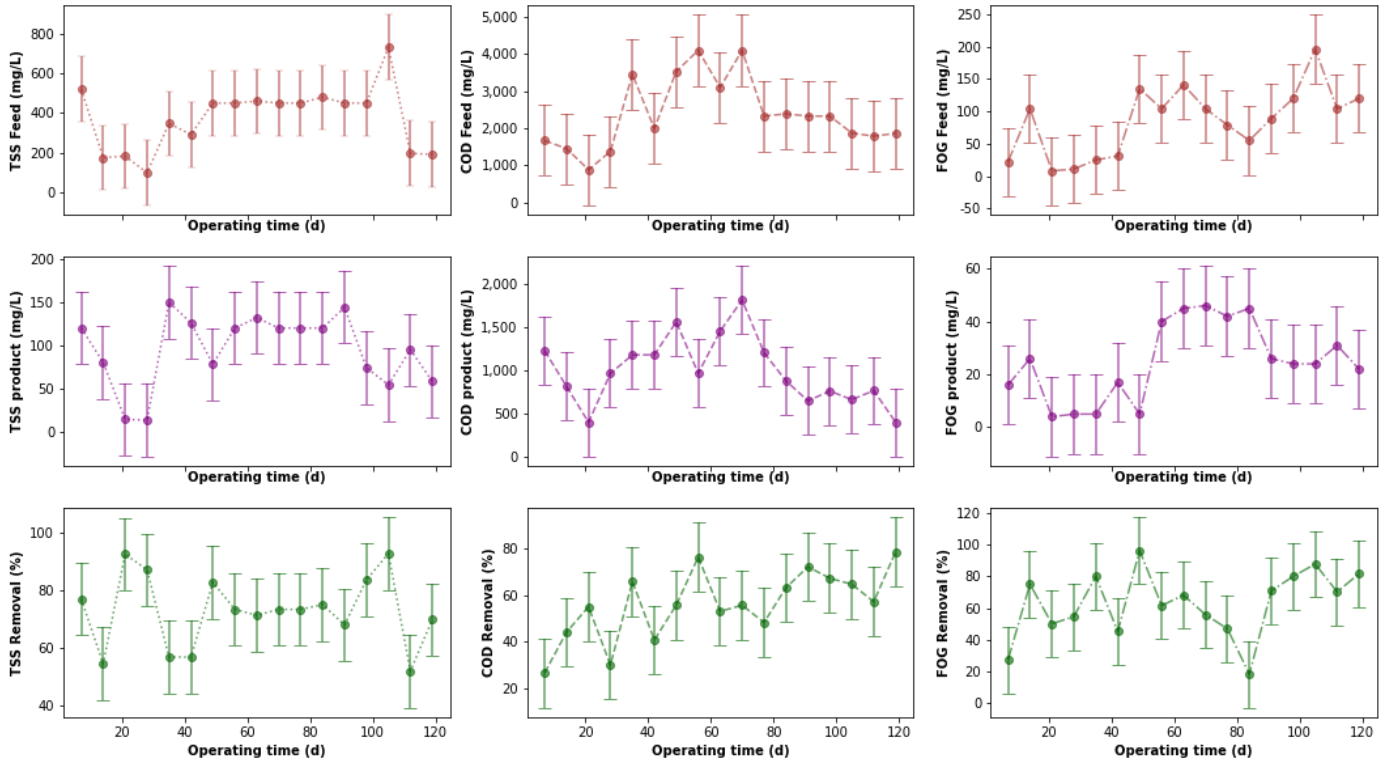 TSS Feed (mg/L)
800
600
400
200
0
Operating time (d)
COD Feed (mg/L)
5,000
4,000
3,000
2,000
1,000
0
Operating time (d)
FOG Feed (mg/L)
250
200
150
100
50
0
-50
Operating time (d)
TSS product (mg/L)
200
150
100
50
0
Operating time (d)
COD product (mg/L)
2,000
1,500
1,000
500
0
Operating time (d)
FOG product (mg/L)
60
40
20
0
Operating time (d)
TSS Removal (%)
100
80
60
40
20 40 60 80 100 120
Operating time (d)
COD Removal (%)
80
60
40
20
20 40 60 80 100 120
Operating time (d)
FOG Removal (%)
120
100
80
60
40
20
0
20 40 60 80 100 120
Operating time (d)